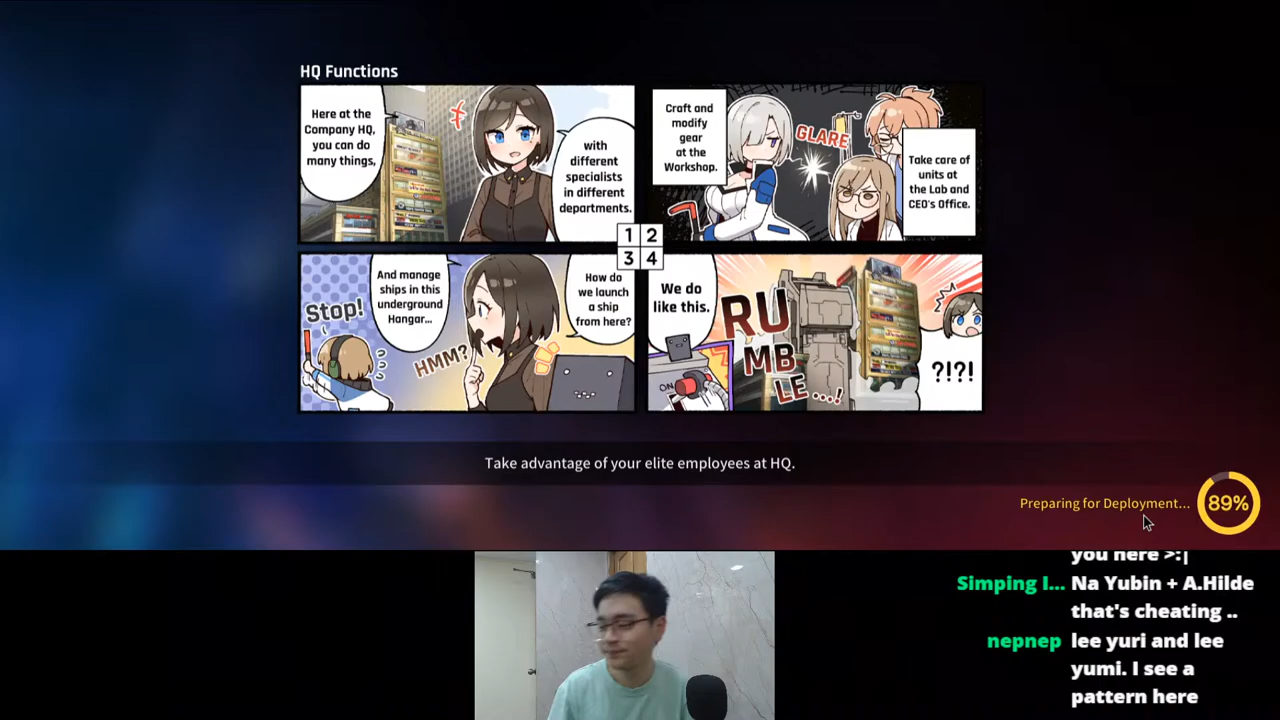 HQ Functions
Here at the
Company HQ,
you can do
many things,
with
different
specialists
in different
departments.
Craft and
modify
gear
at the
Workshop.
GLARE
Take care of
units at
the Lab and
CEO's Office.
1 2
3 4
Stop!
And manage
ships in this
underground
Hangar...
HMM?
How do
we launch
a ship
from here?
We do
like this.
ON
RU
MB
LE...!
?!?!
Take advantage of your elite employees at HQ.
Preparing for Deployment...
89%
you here >:|
Simping I... Na Yubin + A.Hilde
that's cheating ..
nepnep lee yuri and lee
yumi. I see a
pattern here